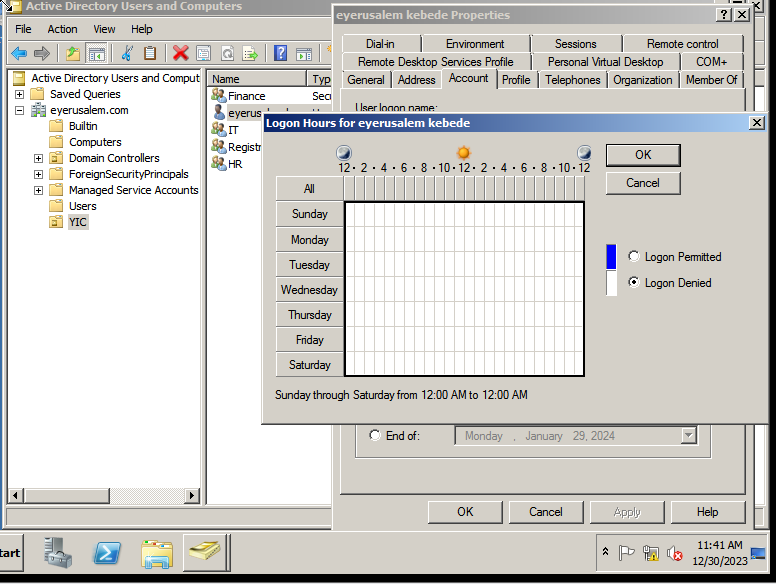 Active Directory Users and Computers
File Action View Help
Active Directory Users and Comput
Saved Queries
eyerusalem.com
Builtin
Computers
Domain Controllers
ForeignSecurityPrincipals
Managed Service Accounts
Users
YIC
Name Typ
Finance Secu
eyerus
IT
Registr
HR
eyerusalem kebede Properties
Dial-in Environment Sessions Remote control
Remote Desktop Services Profile Personal Virtual Desktop COM+
General Address Account Profile Telephones Organization Member Of
User logon name:
Logon Hours for eyerusalem kebede
12 · 2 · 4 · 6 · 8 · 10 · 12 · 2 · 4 · 6 · 8 · 10 · 12
All
Sunday
Monday
Tuesday
Wednesday
Thursday
Friday
Saturday
OK
Cancel
Logon Permitted
Logon Denied
Sunday through Saturday from 12:00 AM to 12:00 AM
End of: Monday , January 29, 2024
OK Cancel Apply Help
tart
11:41 AM
12/30/2023